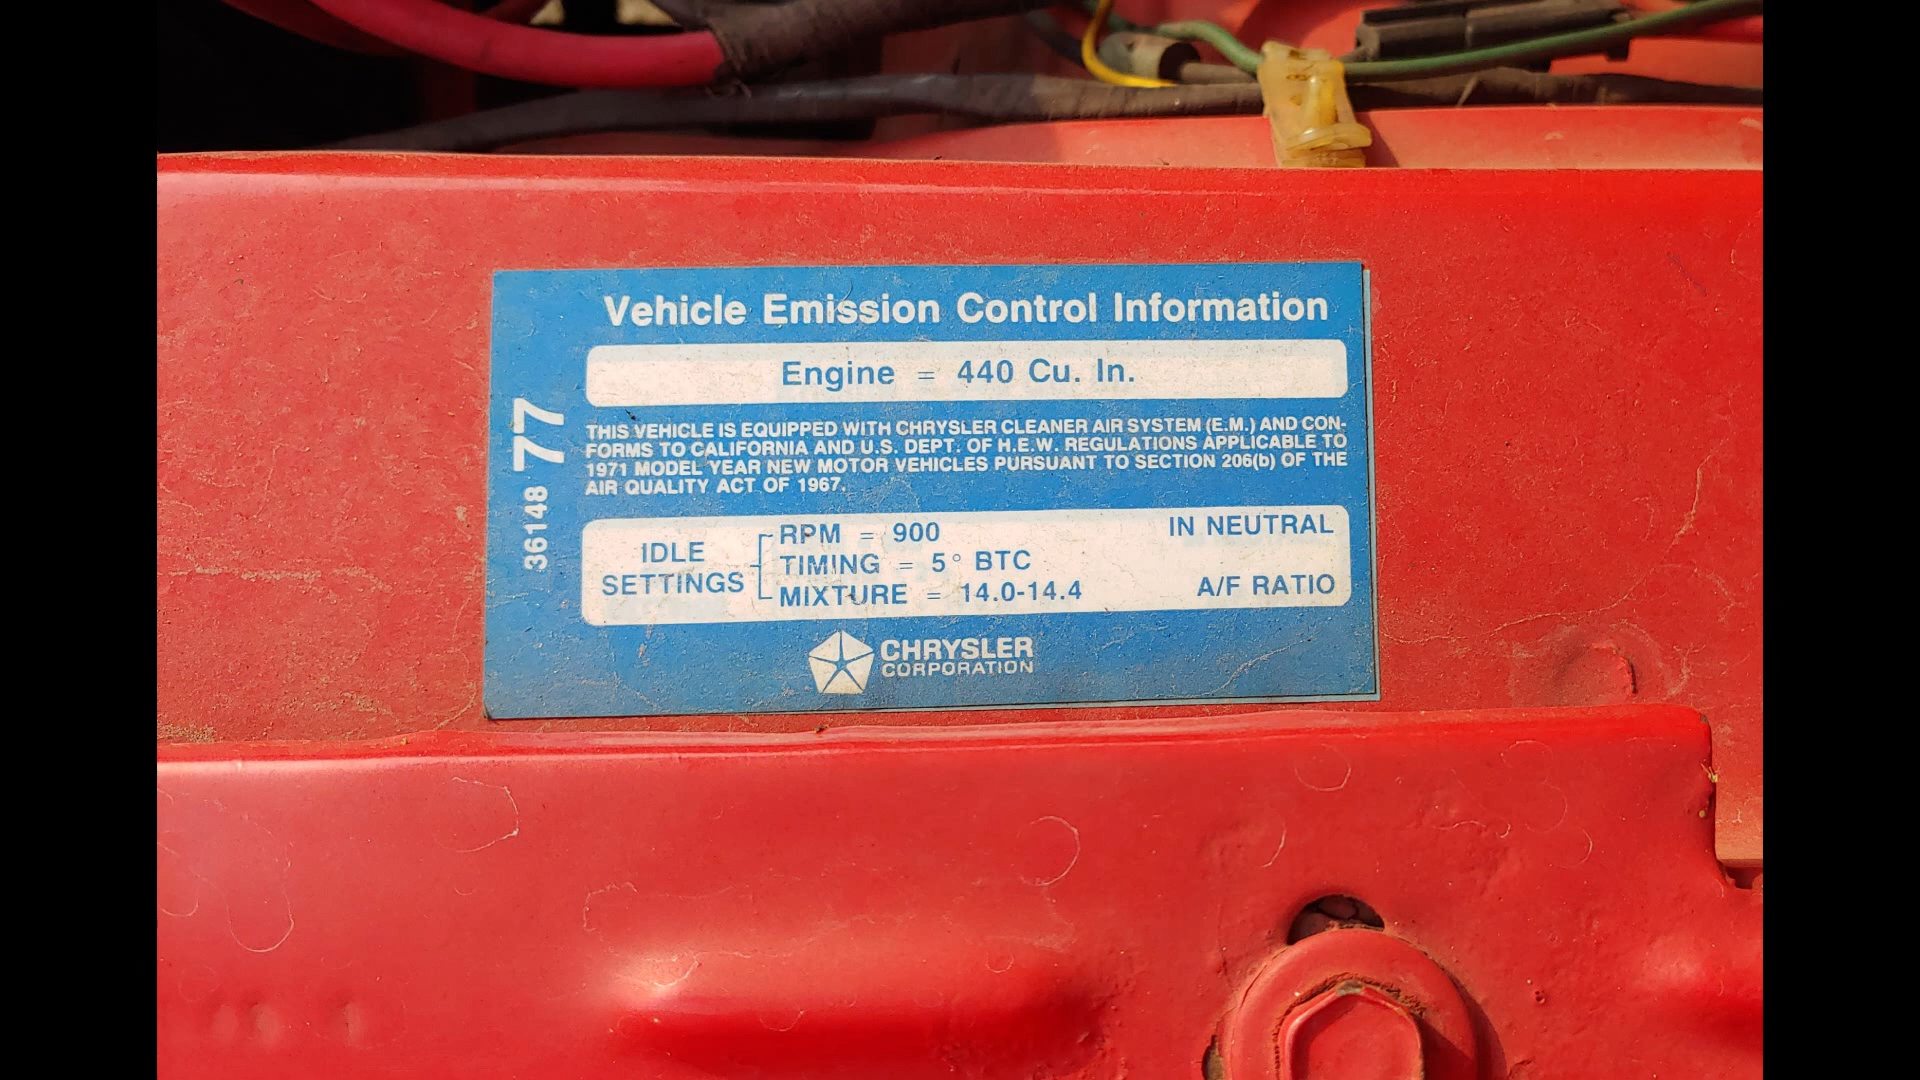 Vehicle Emission Control Information
Engine = 440 Cu. In.
THIS VEHICLE IS EQUIPPED WITH CHRYSLER CLEANER AIR SYSTEM (E.M.) AND CON-
FORMS TO CALIFORNIA AND U.S. DEPT. OF H.E.W. REGULATIONS APPLICABLE TO
1971 MODEL YEAR NEW MOTOR VEHICLES PURSUANT TO SECTION 206(b) OF THE
AIR QUALITY ACT OF 1967.
36148 77
IDLE
SETTINGS
RPM = 900 IN NEUTRAL
TIMING = 5° BTC
MIXTURE = 14.0-14.4 A/F RATIO
CHRYSLER
CORPORATION